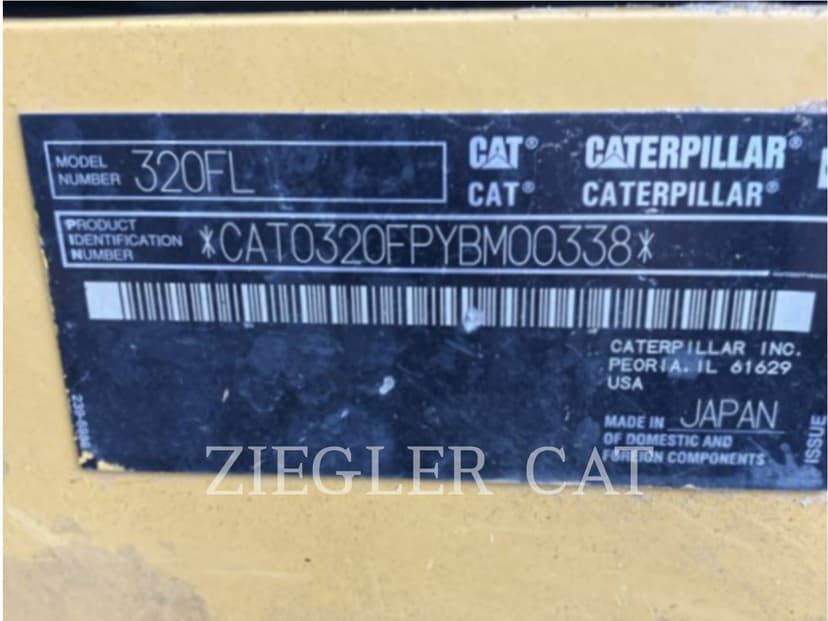 MODEL NUMBER 320FL
CAT® CATERPILLAR®
CAT® CATERPILLAR®
PRODUCT IDENTIFICATION NUMBER *CAT0320FPYBM00338*
CATERPILLAR INC.
PEORIA, IL 61629
USA
MADE IN JAPAN
OF DOMESTIC AND
FOREIGN COMPONENTS
ISSUE
ZIEGLER CAT